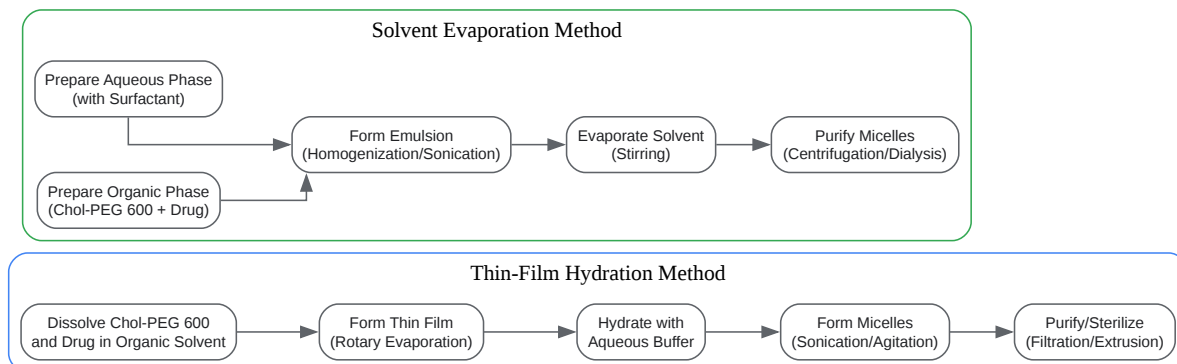 Solvent Evaporation Method
Prepare Aqueous Phase
(with Surfactant)
Form Emulsion
(Homogenization/Sonication)
Evaporate Solvent
(Stirring)
Purify Micelles
(Centrifugation/Dialysis)
Prepare Organic Phase
(Chol-PEG 600 + Drug)
Thin-Film Hydration Method
Dissolve Chol-PEG 600
and Drug in Organic Solvent
Form Thin Film
(Rotary Evaporation)
Hydrate with
Aqueous Buffer
Form Micelles
(Sonication/Agitation)
Purify/Sterilize
(Filtration/Extrusion)